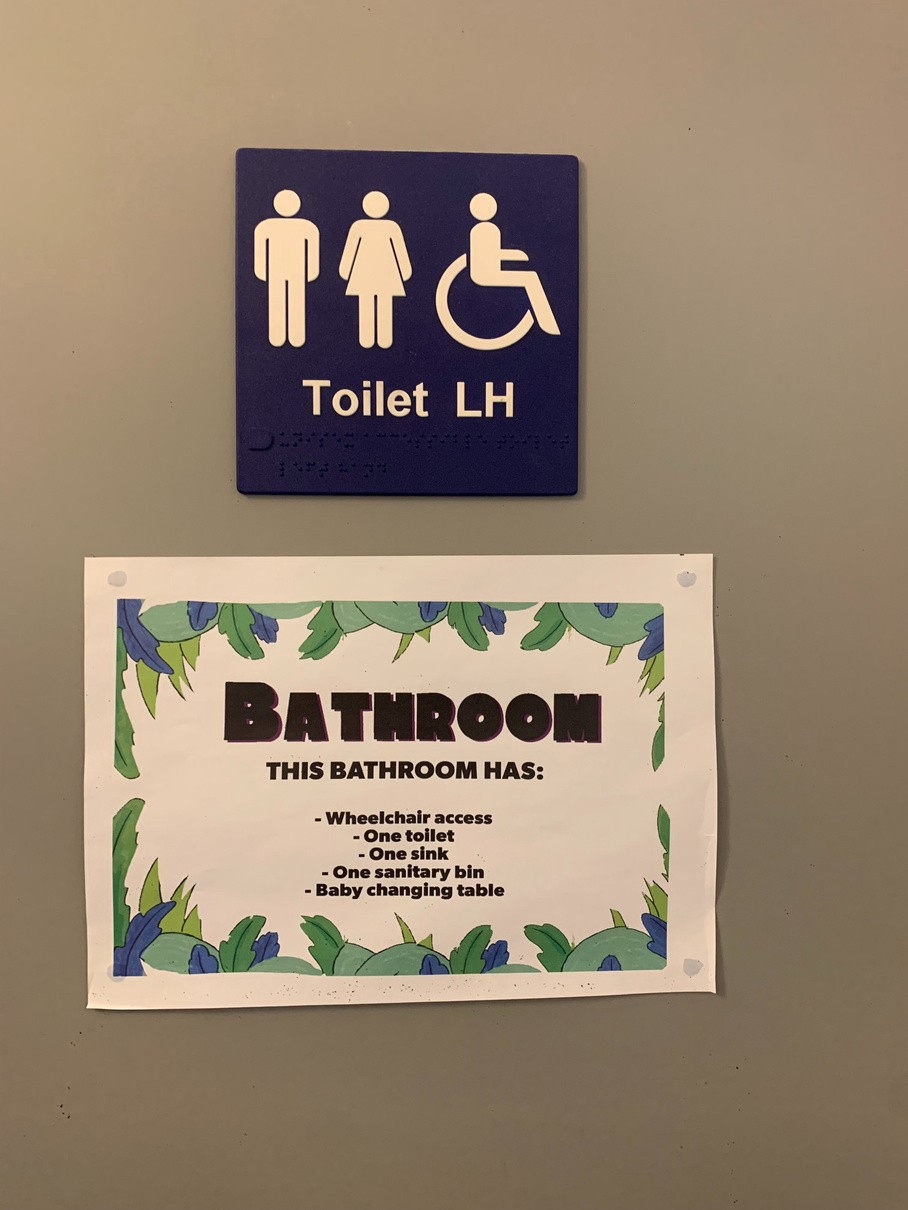 Toilet LH
BATHROOM
THIS BATHROOM HAS:
- Wheelchair access
- One toilet
- One sink
- One sanitary bin
- Baby changing table